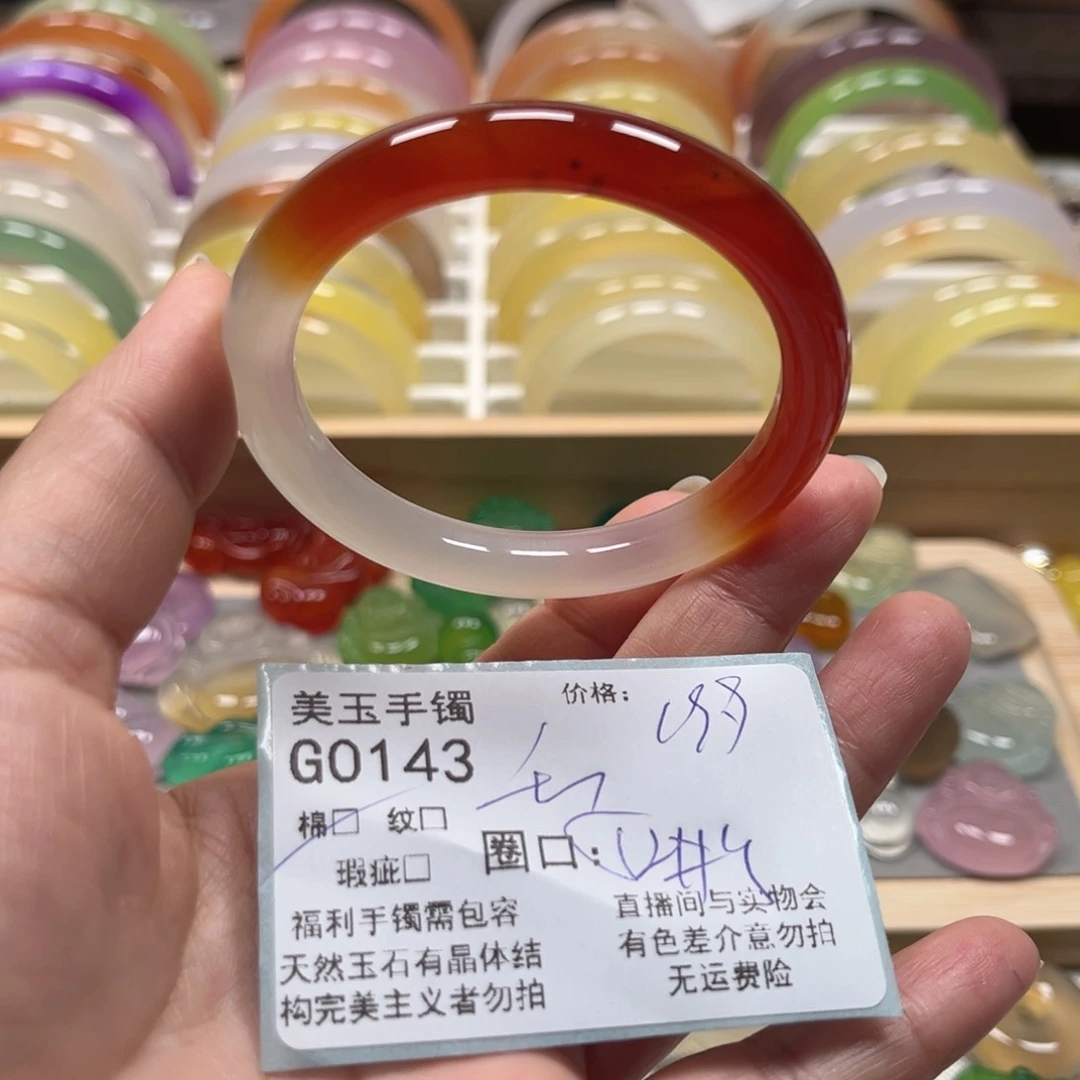 美玉手镯
价格:
G0143
棉□ 纹□
圈口:
瑕疵□
福利手镯需包容
天然玉石有晶体结
构完美主义者勿拍
直播间与实物会
有色差介意勿拍
无运费险